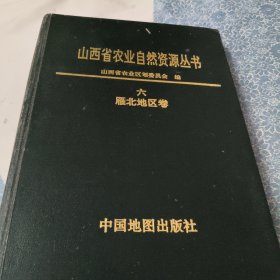 山西省农业自然资源丛书
山西省农业区划委员会 编
六
雁北地区卷
中国地图出版社